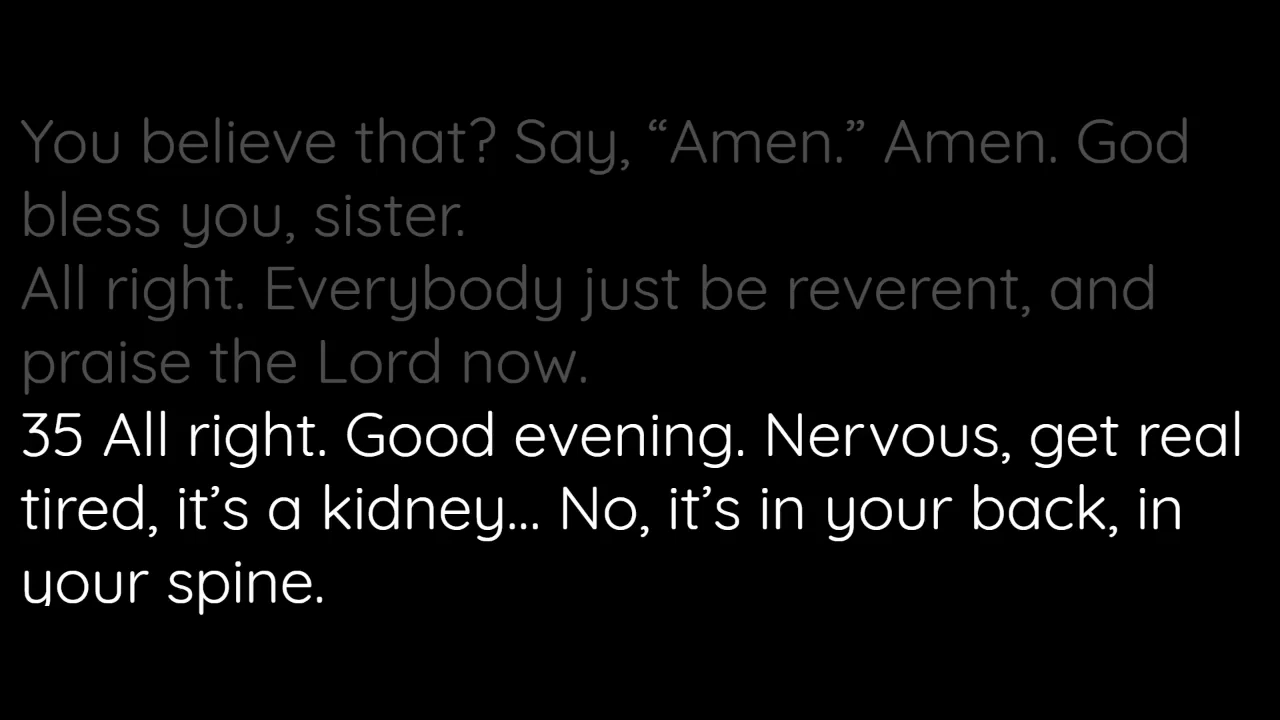 You believe that? Say, “Amen.” Amen. God
bless you, sister.
All right. Everybody just be reverent, and
praise the Lord now.
35 All right. Good evening. Nervous, get real
tired, it’s a kidney... No, it’s in your back, in
your spine.